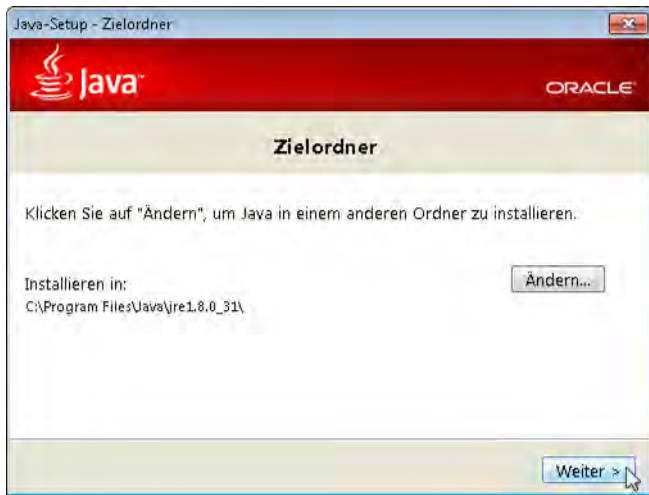 Java-Setup - Zielordner
Java™
ORACLE®
Zielordner
Klicken Sie auf "Ändern", um Java in einem anderen Ordner zu installieren.
Installieren in:
Ändern...
C:\Program Files\Java\jre1.8.0_31\
Weiter >